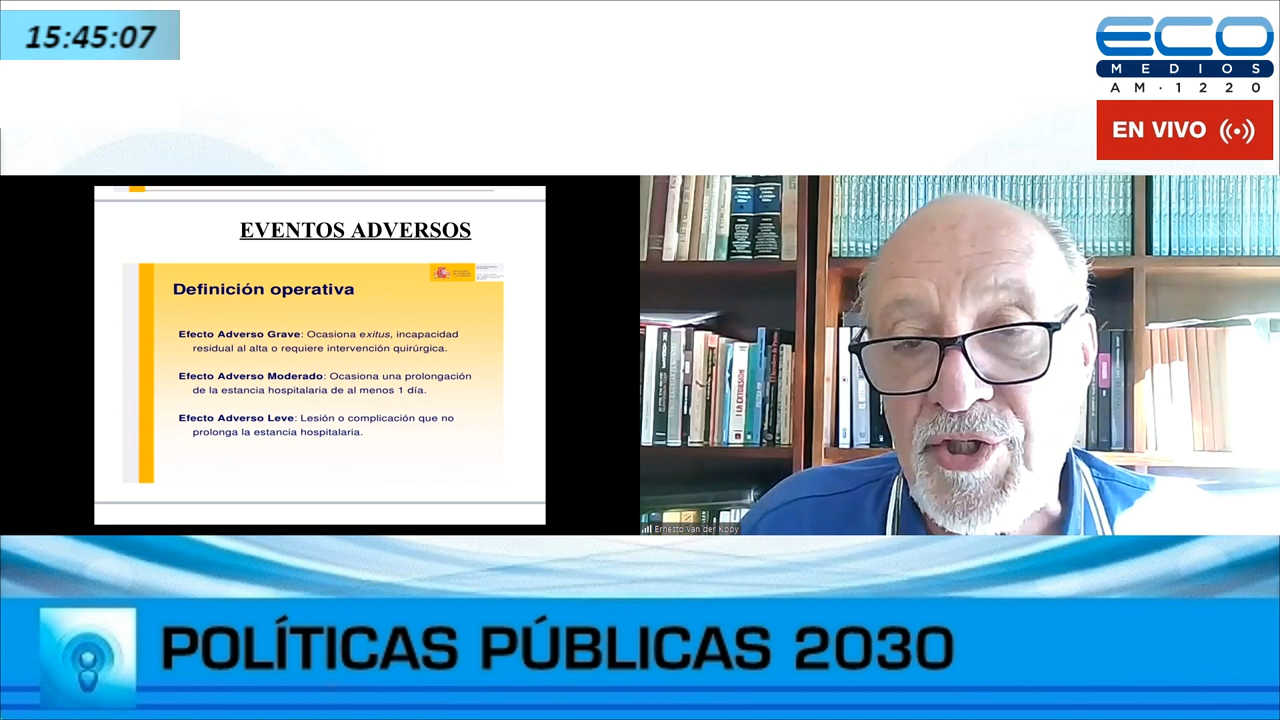 15:45:07
ECO
MEDIOS
AM·1220
EN VIVO
EVENTOS ADVERSOS
Definición operativa
Efecto Adverso Grave: Ocasiona exitus, incapacidad
residual al alta o requiere intervención quirúrgica.
Efecto Adverso Moderado: Ocasiona una prolongación
de la estancia hospitalaria de al menos 1 día.
Efecto Adverso Leve: Lesión o complicación que no
prolonga la estancia hospitalaria.
Ernesto van der Kooy
POLÍTICAS PÚBLICAS 2030